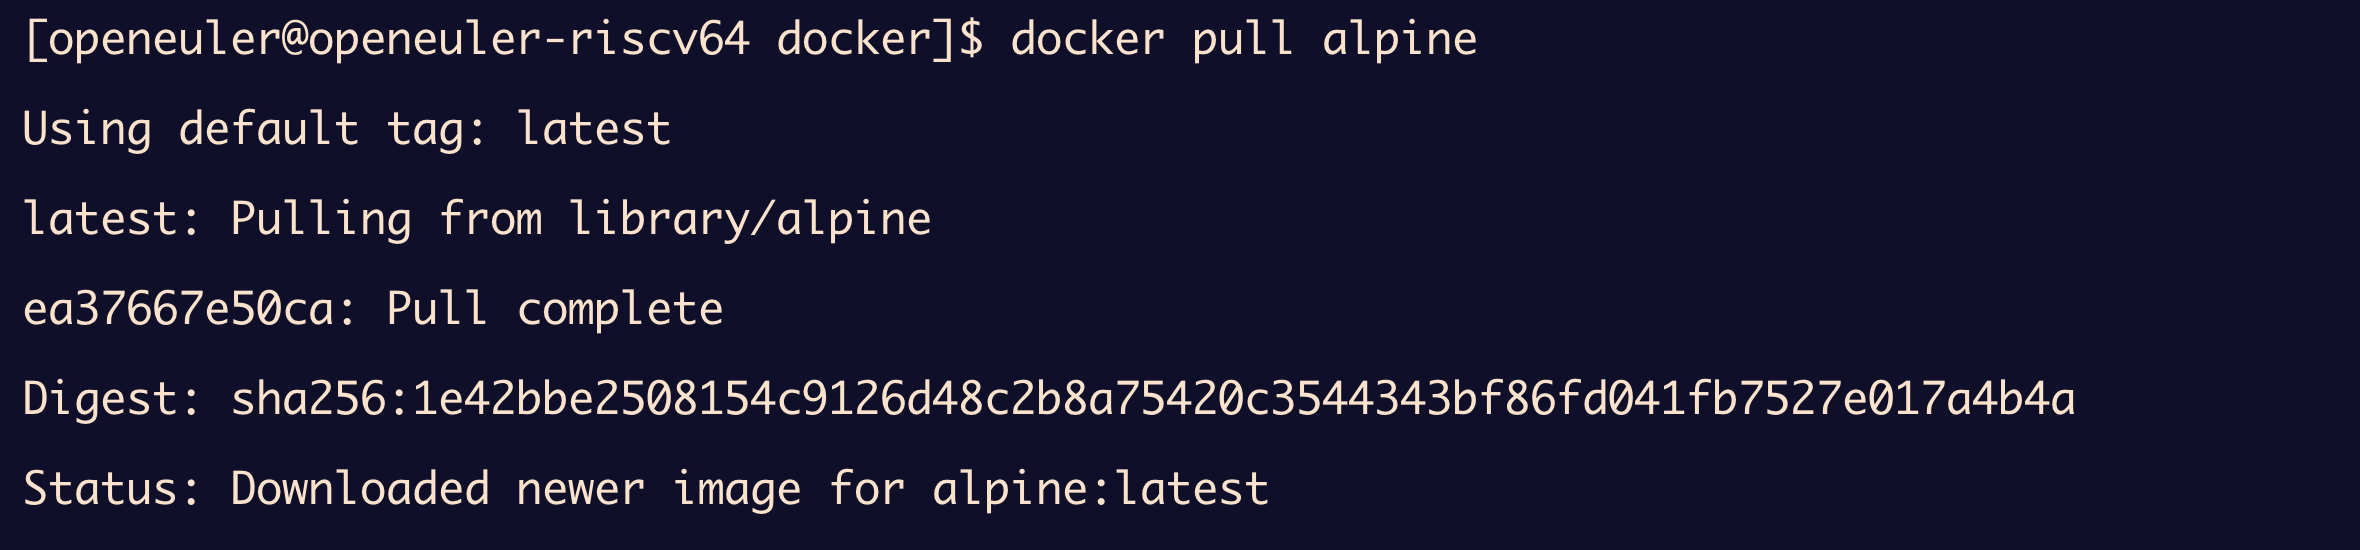 [openeuler@openeuler-riscv64 docker]$ docker pull alpine
Using default tag: latest
latest: Pulling from library/alpine
ea37667e50ca: Pull complete
Digest: sha256:1e42bbe2508154c9126d48c2b8a75420c3544343bf86fd041fb7527e017a4b4a
Status: Downloaded newer image for alpine:latest